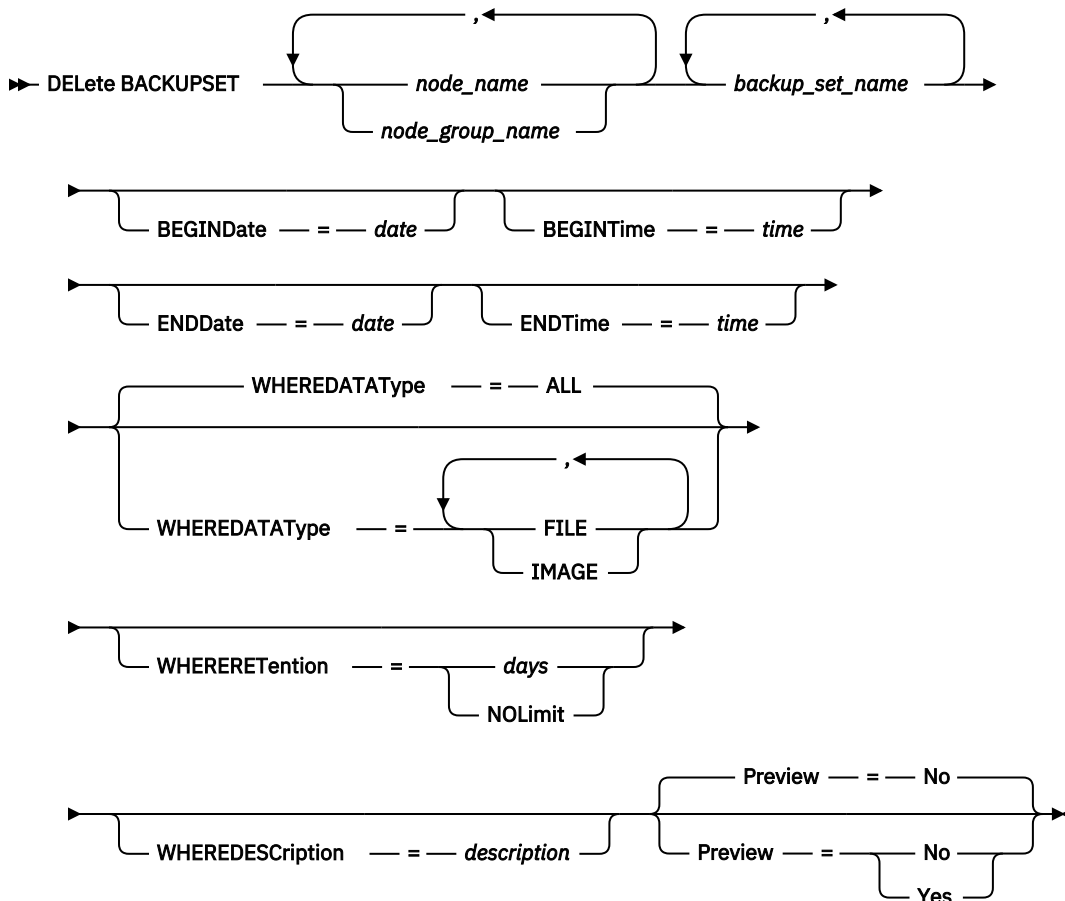 ,
,
DELete BACKUPSET node_name backup_set_name
node_group_name
BEGINDate = date BEGINTime = time
ENDDate = date ENDTime = time
WHEREDATAType = ALL
,
WHEREDATAType = FILE
IMAGE
WHERERETention = days
NOLimit
Preview = No
WHEREDESCription = description Preview = No
Yes